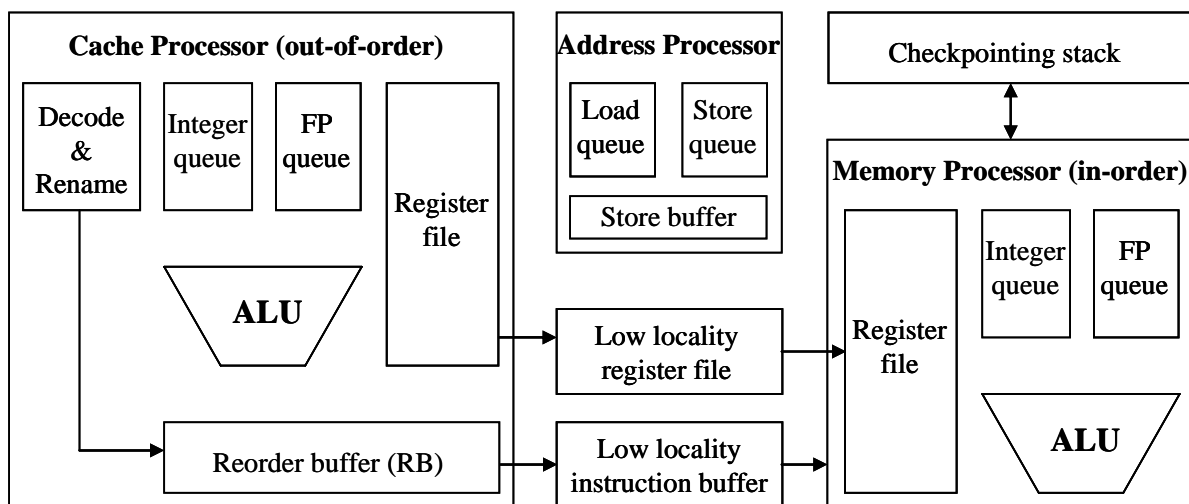 Cache Processor (out-of-order)
Decode
&
Rename
Integer
queue
FP
queue
Register
file
ALU
Reorder buffer (RB)
Address Processor
Load
queue
Store
queue
Store buffer
Low locality
register file
Low locality
instruction buffer
Checkpointing stack
Memory Processor (in-order)
Register
file
Integer
queue
FP
queue
ALU